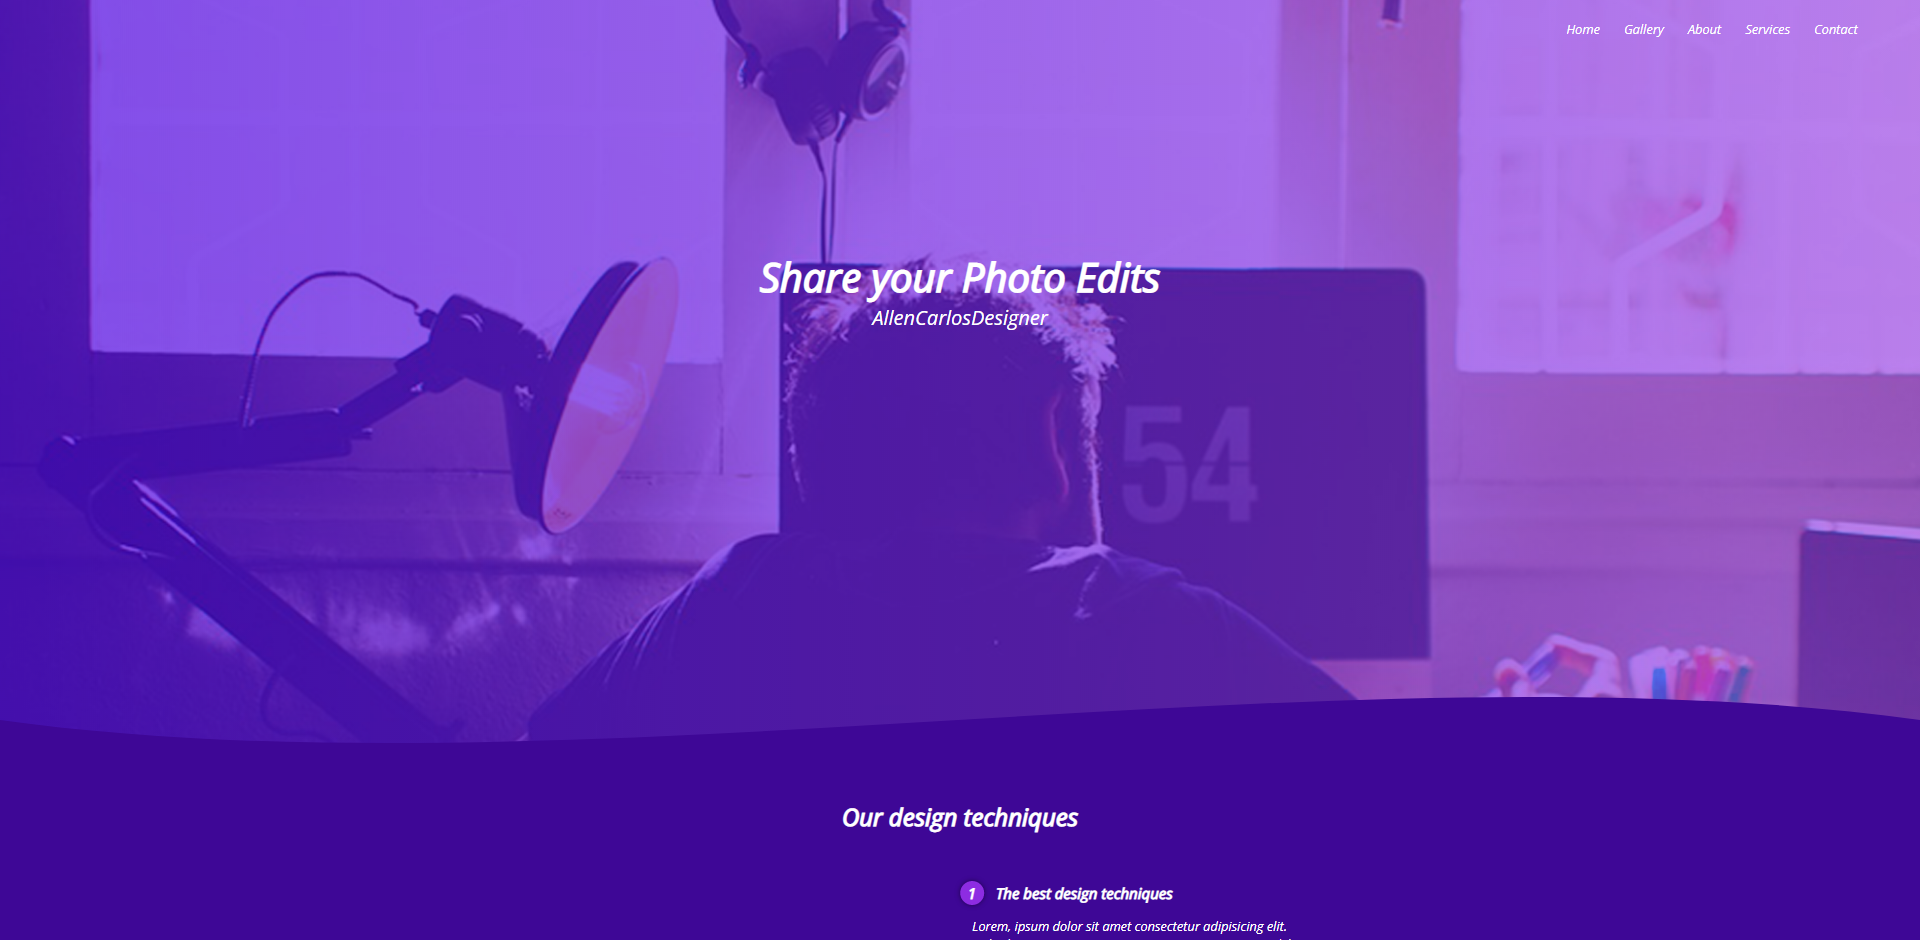 Home Gallery About Services Contact
Share your Photo Edits
AllenCarlosDesigner
54
Our design techniques
1 The best design techniques
Lorem, ipsum dolor sit amet consectetur adipisicing elit.